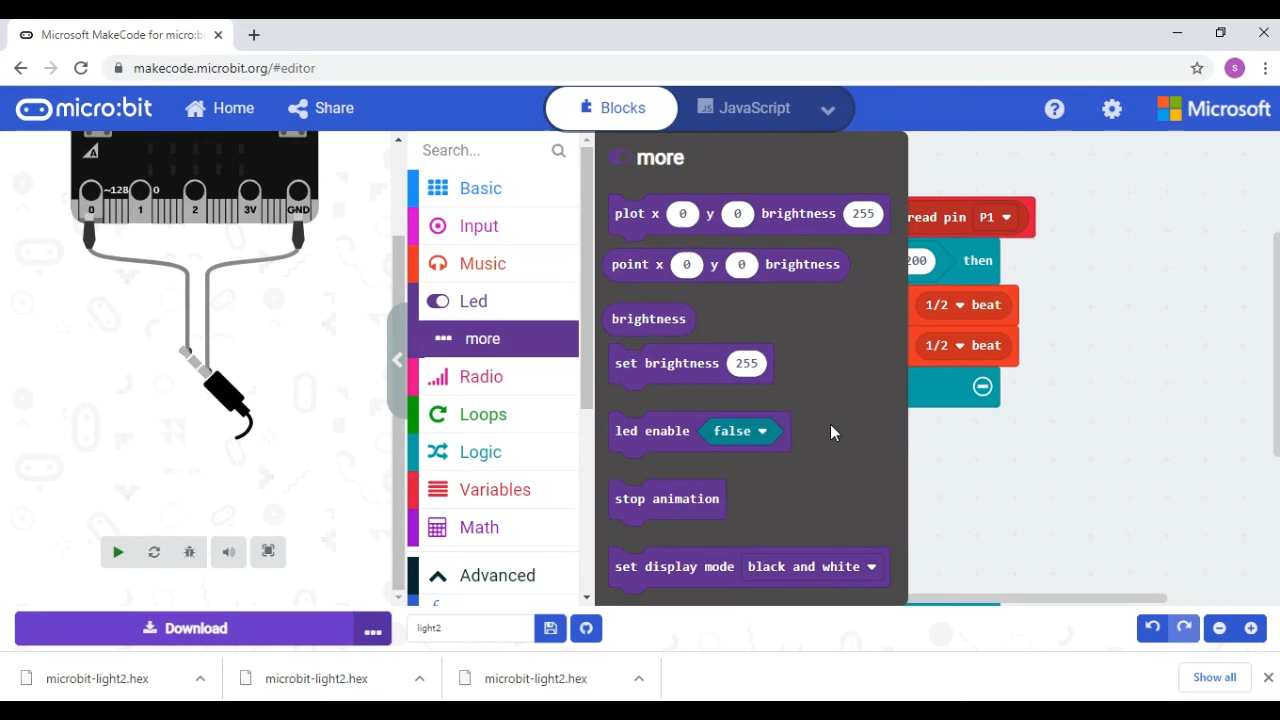 Microsoft MakeCode for micro:b
makecode.microbit.org/#editor
micro:bit
Home
Share
Blocks
JS JavaScript
?
Microsoft
A
~128
0
0 1 2 3V GND
Search...
Basic
Input
Music
Led
more
Radio
Loops
Logic
Variables
Math
Advanced
more
plot x 0 y 0 brightness 255
point x 0 y 0 brightness
brightness
set brightness 255
led enable false
stop animation
set display mode black and white
read pin P1
200 then
1/2 beat
1/2 beat
Download
...
light2
microbit-light2.hex
microbit-light2.hex
microbit-light2.hex
Show all